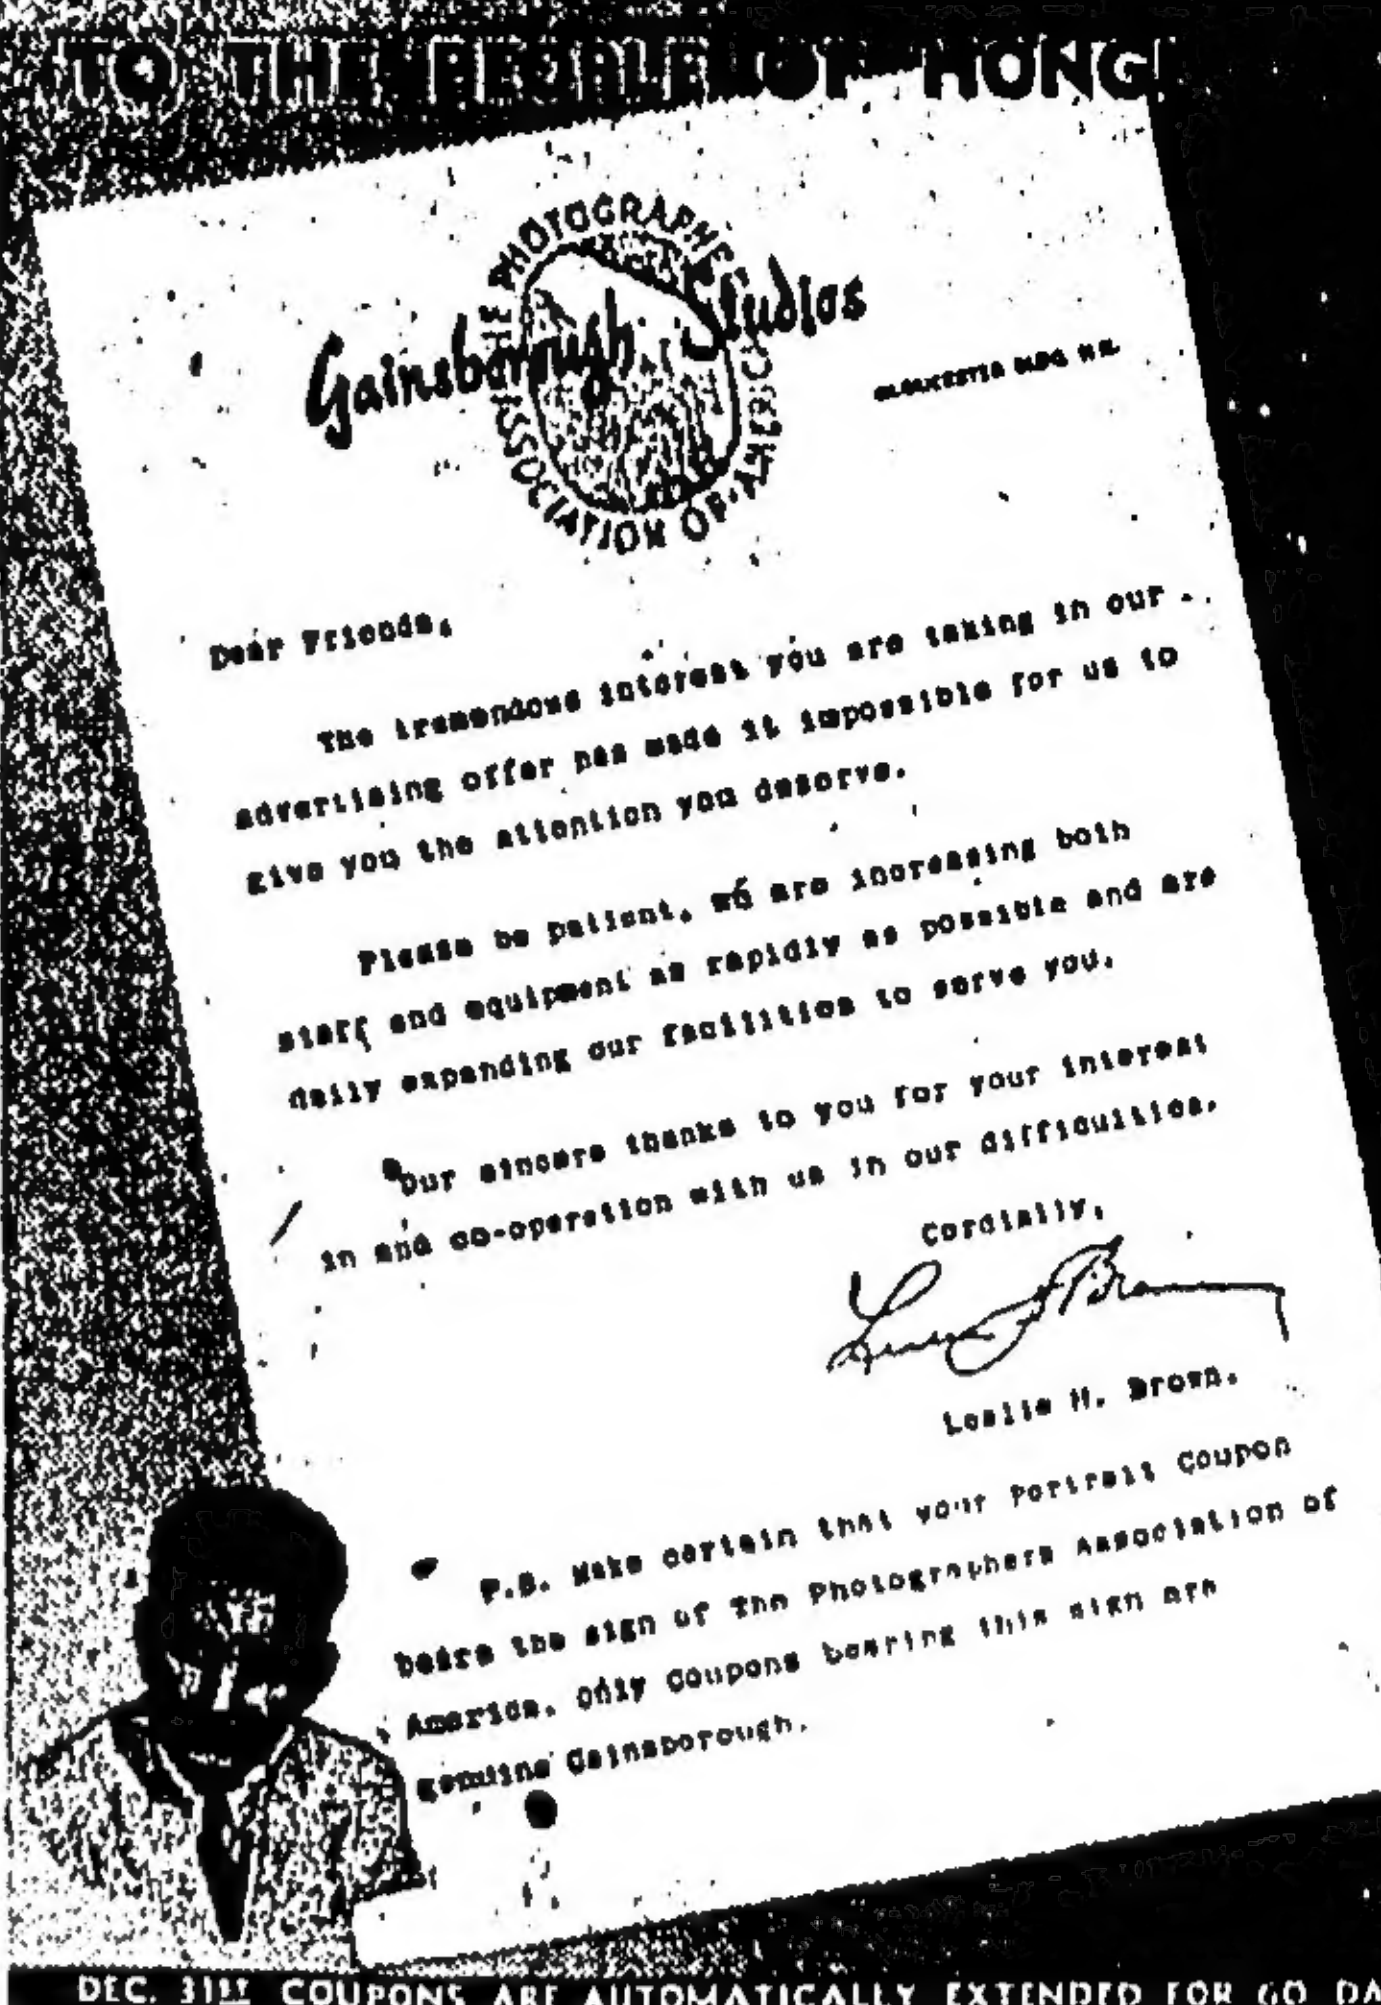 TO THE PEOPLE OF HONG
THE PHOTOGRAPHERS ASSOCIATION OF AMERICA
Gainsborough Studios
GLOUCESTER BLDG H.K.
Dear Friends,
The tremendous interest you are taking in our
advertising offer has made it impossible for us to
give you the attention you deserve.
Please be patient, we are increasing both
staff and equipment as rapidly as possible and are
daily expanding our facilities to serve you.
Our sincere thanks to you for your interest
in and co-operation with us in our difficulties.
Cordially,
Leslie H. Brown.
P.S. Make certain that your Portrait Coupon
bears the sign of The Photographers Association of
America. Only Coupons bearing this sign are
genuine Gainsborough.
DEC. 31ST COUPONS ARE AUTOMATICALLY EXTENDED FOR 60 DA